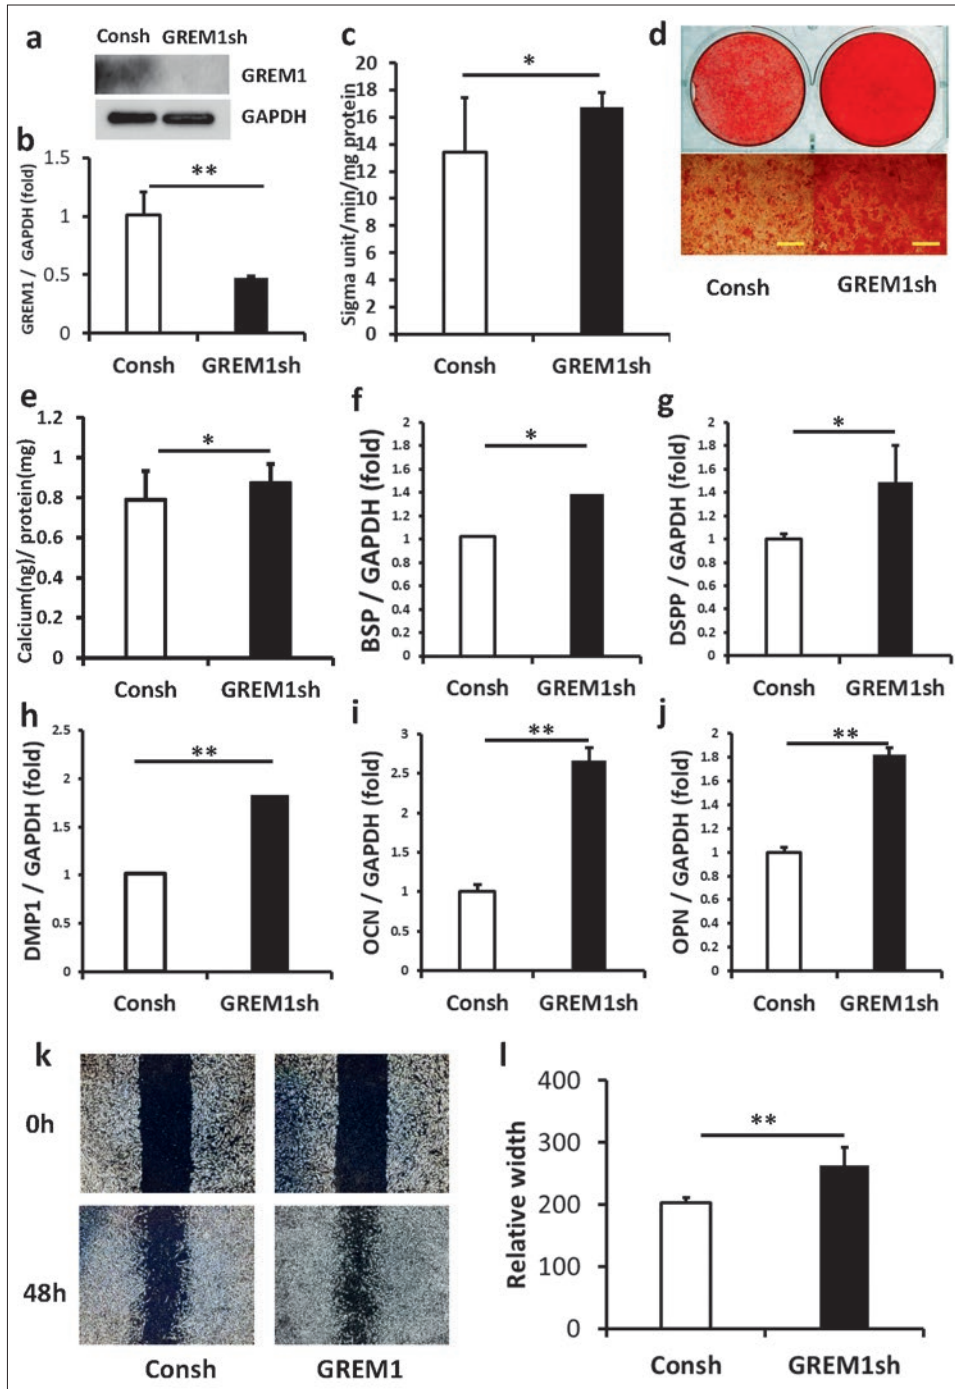 a
Consh GREM1sh
GREM1
GAPDH
b
GREM1 / GAPDH (fold)
1.5
1
0.5
0
**
Consh GREM1sh
c
Sigma unit/min/mg protein
20
18
16
14
12
10
8
6
4
2
0
*
Consh GREM1sh
d
Consh GREM1sh
e
Calcium(ng)/ protein(mg)
1.2
1
0.8
0.6
0.4
0.2
0
*
Consh GREM1sh
f
BSP / GAPDH (fold)
2
1.8
1.6
1.4
1.2
1
0.8
0.6
0.4
0.2
0
*
Consh GREM1sh
g
DSPP / GAPDH (fold)
2
1.8
1.6
1.4
1.2
1
0.8
0.6
0.4
0.2
0
*
Consh GREM1sh
h
DMP1 / GAPDH (fold)
2.5
2
1.5
1
0.5
0
**
Consh GREM1sh
i
OCN / GAPDH (fold)
3
2.5
2
1.5
1
0.5
0
**
Consh GREM1sh
j
OPN / GAPDH (fold)
2
1.8
1.6
1.4
1.2
1
0.8
0.6
0.4
0.2
0
**
Consh GREM1sh
k
0h
48h
Consh GREM1
l
Relative width
400
300
200
100
0
**
Consh GREM1sh